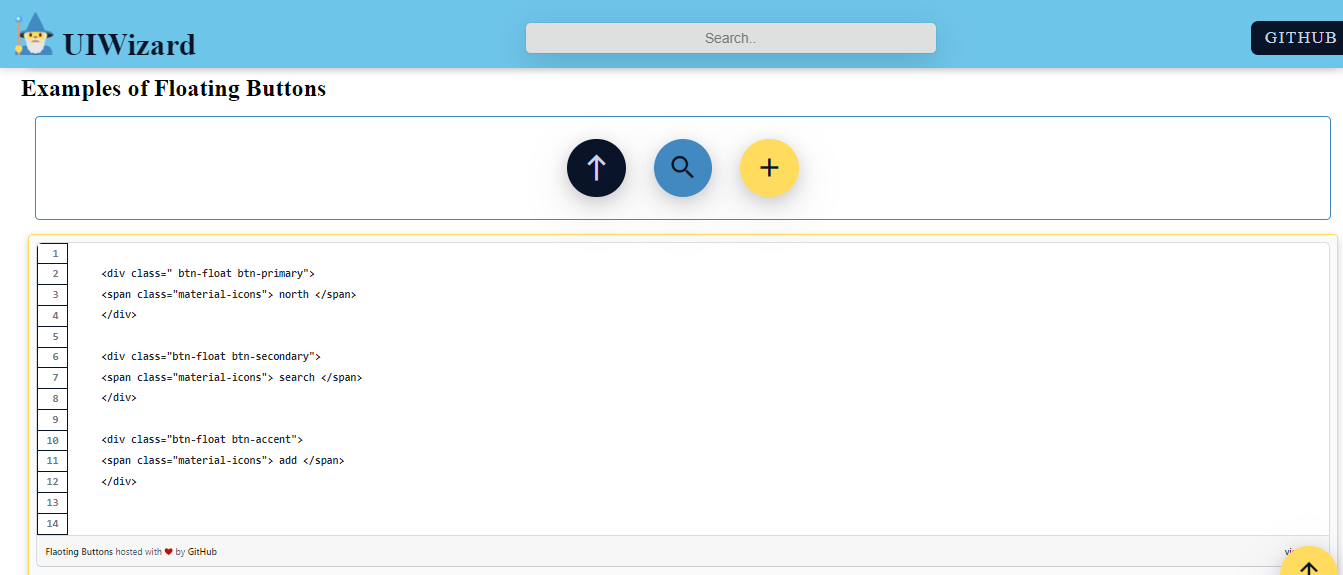 UIWizard
Search..
GITHUB
Examples of Floating Buttons
1
2 <div class=" btn-float btn-primary">
3 <span class="material-icons"> north </span>
4 </div>
5
6 <div class="btn-float btn-secondary">
7 <span class="material-icons"> search </span>
8 </div>
9
10 <div class="btn-float btn-accent">
11 <span class="material-icons"> add </span>
12 </div>
13
14
Flaoting Buttons hosted with ❤ by GitHub